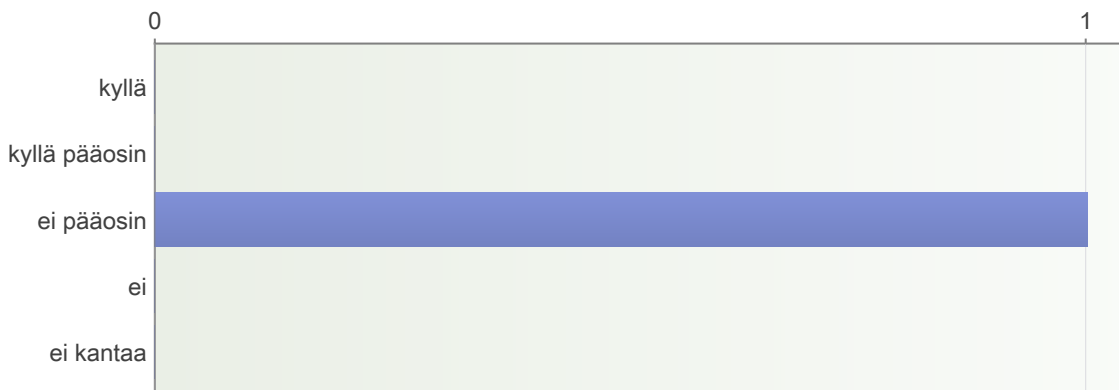 0 1
kyllä
kyllä pääosin
ei pääosin
ei
ei kantaa